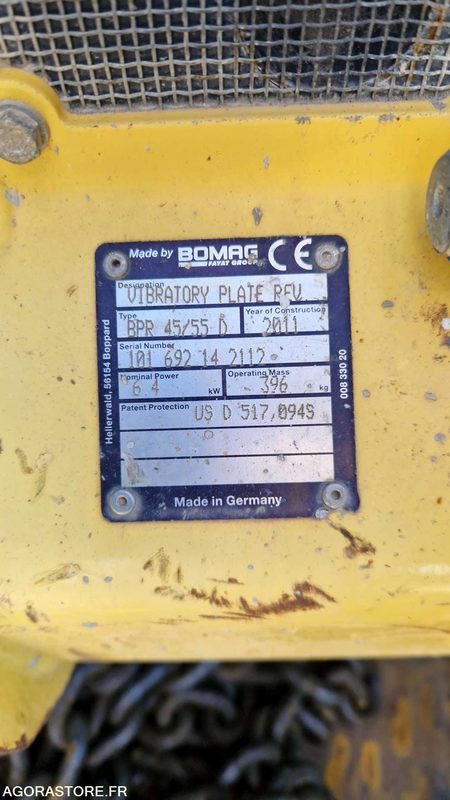 Made by BOMAG CE
FAYAT GROUP
Designation
VIBRATORY PLATE REV.
Type Year of Construction
BPR 45/55 D 2011
Serial Number
101 692 14 2112
Nominal Power Operating Mass
6.4 kW 396 kg
Patent Protection US D 517,094S
Made in Germany
Hellerwald, 56154 Boppard
008 330 20
AGORASTORE.FR